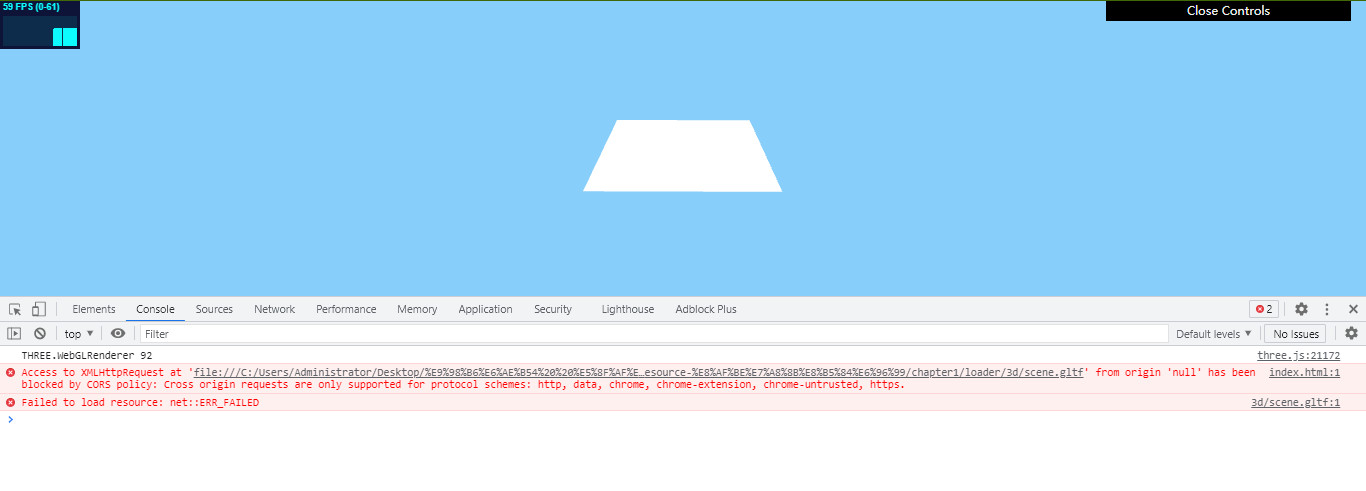 59 FPS (0-61)
Close Controls
Elements Console Sources Network Performance Memory Application Security Lighthouse Adblock Plus 2
top Filter Default levels No Issues
THREE.WebGLRenderer 92 three.js:21172
Access to XMLHttpRequest at 'file:///C:/Users/Administrator/Desktop/%E9%98%B6%E6%AE%B54%20%20%E5%8F%AF%E…esource-%E8%AF%BE%E7%A8%8B%E8%B5%84%E6%96%99/chapter1/loader/3d/scene.gltf' from origin 'null' has been index.html:1
blocked by CORS policy: Cross origin requests are only supported for protocol schemes: http, data, chrome, chrome-extension, chrome-untrusted, https.
Failed to load resource: net::ERR_FAILED 3d/scene.gltf:1